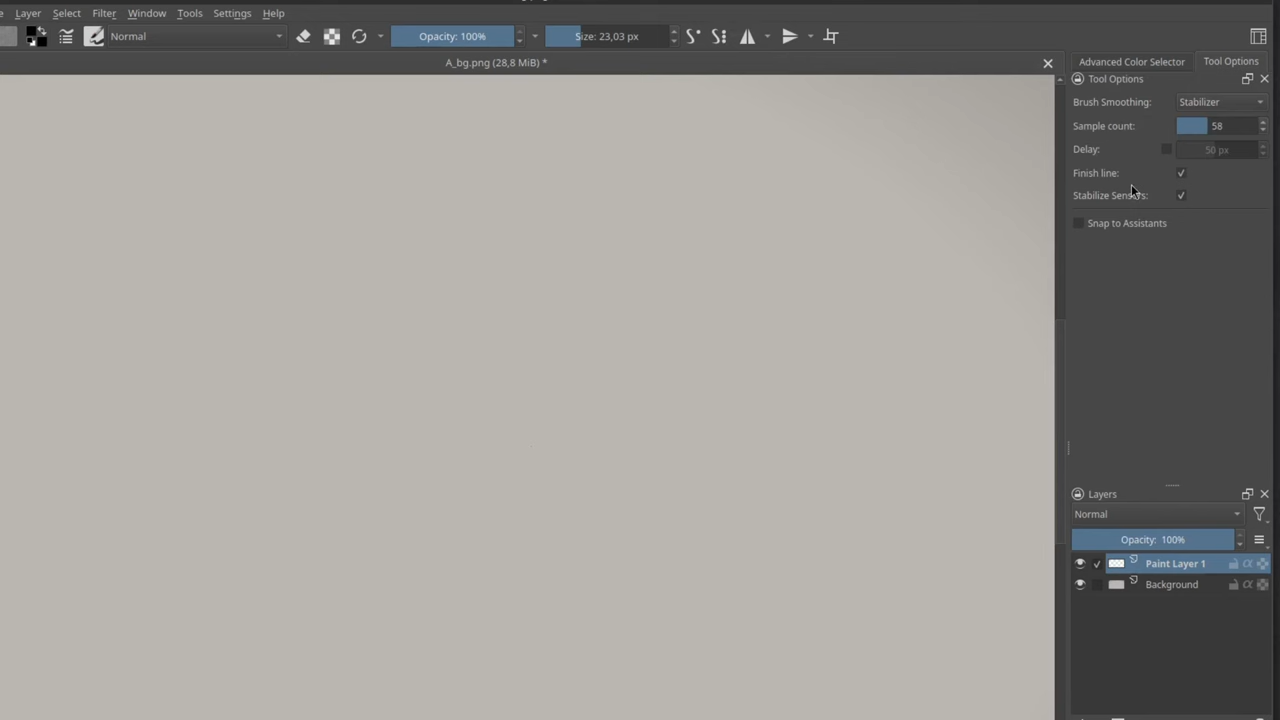 Layer Select Filter Window Tools Settings Help
Normal Opacity: 100% Size: 23,03 px
A_bg.png (28,8 MiB) *
Advanced Color Selector Tool Options
Tool Options
Brush Smoothing: Stabilizer
Sample count: 58
Delay: 50 px
Finish line:
Stabilize Sensors:
Snap to Assistants
Layers
Normal
Opacity: 100%
Paint Layer 1
Background